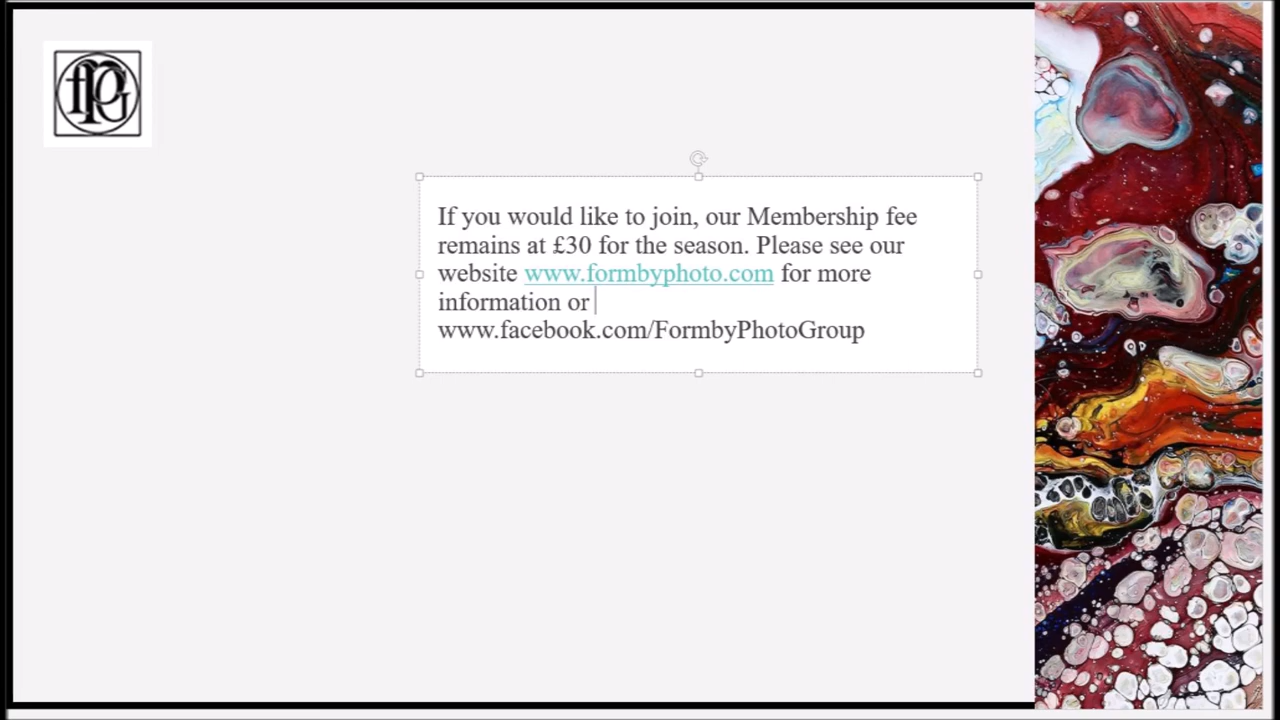 fPG
If you would like to join, our Membership fee
remains at £30 for the season. Please see our
website www.formbyphoto.com for more
information or
www.facebook.com/FormbyPhotoGroup